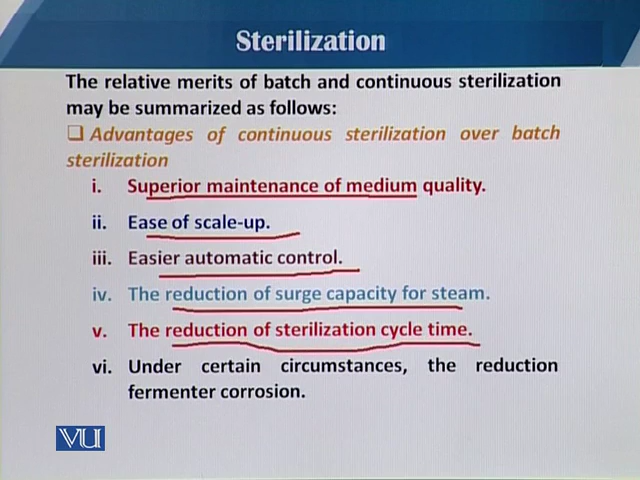 Sterilization
The relative merits of batch and continuous sterilization
may be summarized as follows:
❑ Advantages of continuous sterilization over batch
sterilization
i. Superior maintenance of medium quality.
ii. Ease of scale-up.
iii. Easier automatic control.
iv. The reduction of surge capacity for steam.
v. The reduction of sterilization cycle time.
vi. Under certain circumstances, the reduction
fermenter corrosion.
VU